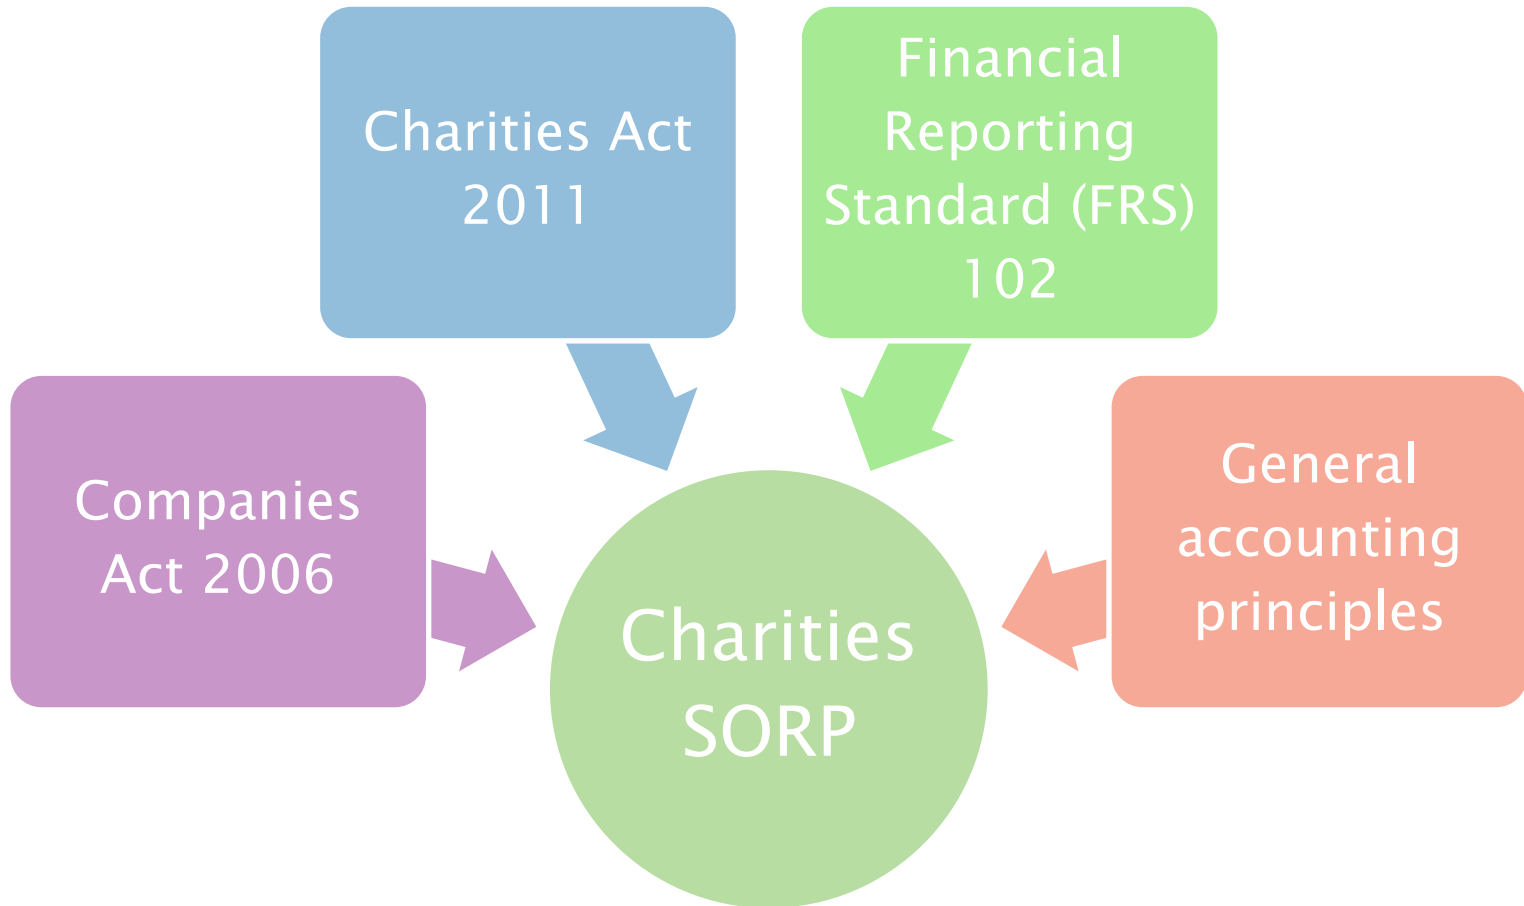 Charities Act
2011
Financial
Reporting
Standard (FRS)
102
Companies
Act 2006
General
accounting
principles
Charities
SORP